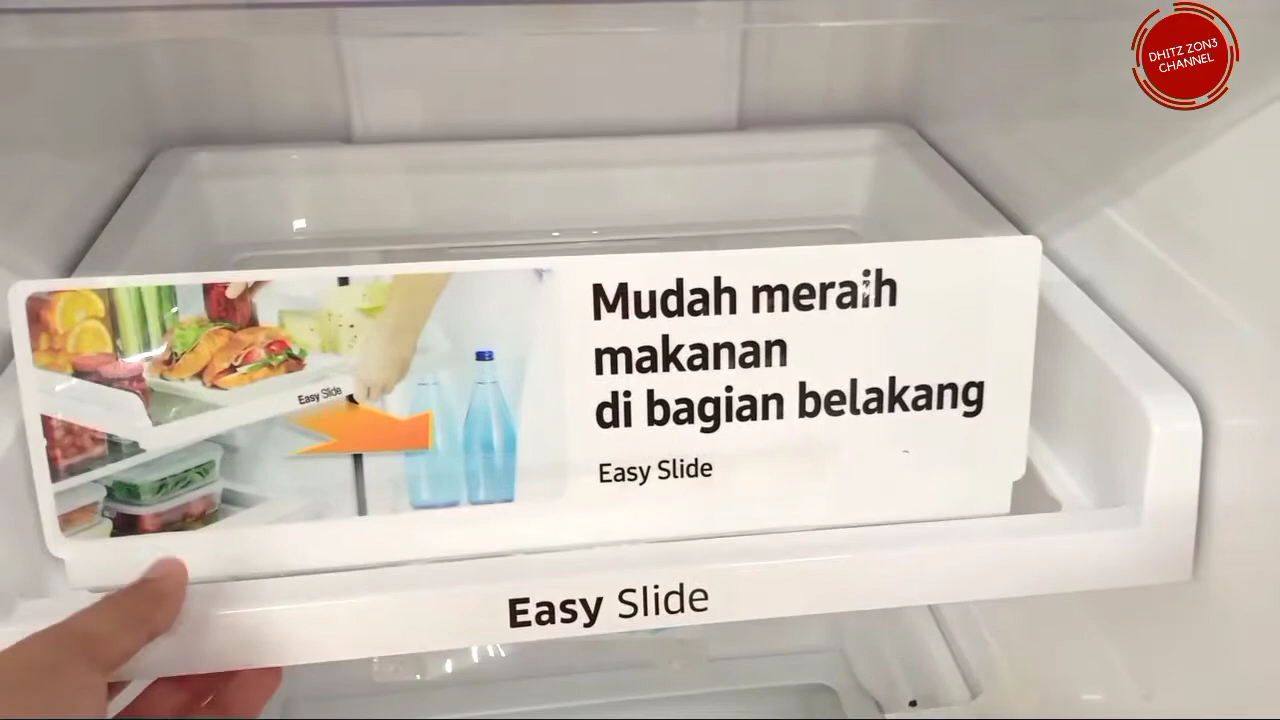 DHITZ ZON3
CHANNEL
Mudah meraih
makanan
di bagian belakang
Easy Slide
Easy Slide
Easy Slide